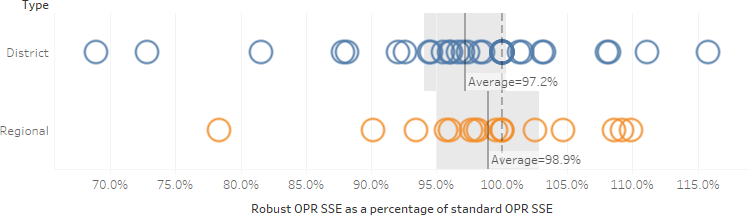 Type
District
Average=97.2%
Regional
Average=98.9%
70.0% 75.0% 80.0% 85.0% 90.0% 95.0% 100.0% 105.0% 110.0% 115.0%
Robust OPR SSE as a percentage of standard OPR SSE